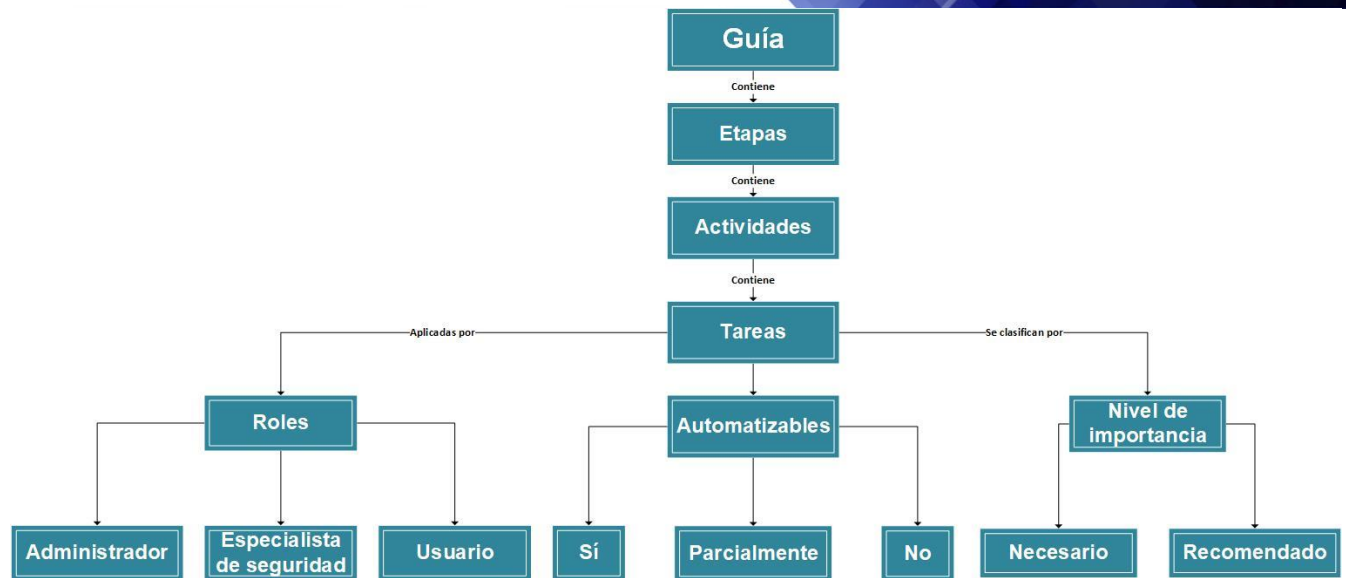 Guía
Contiene
Etapas
Contiene
Actividades
Contiene
Tareas
Aplicadas por
Se clasifican por
Roles
Automatizables
Nivel de
importancia
Administrador
Especialista
de seguridad
Usuario
Sí
Parcialmente
No
Necesario
Recomendado